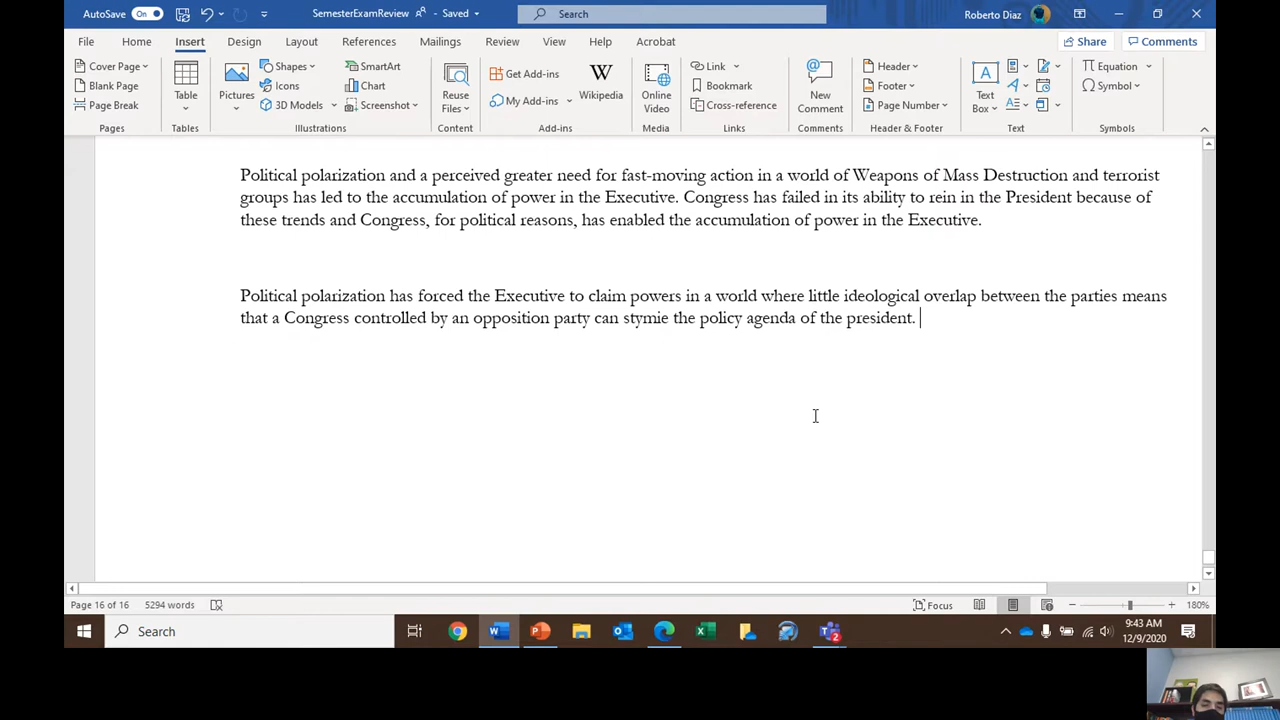 AutoSave On SemesterExamReview Saved Search Roberto Diaz
File Home Insert Design Layout References Mailings Review View Help Acrobat Share Comments
Cover Page
Blank Page
Page Break
Pages
Table
Tables
Pictures
Shapes
Icons
3D Models
SmartArt
Chart
Screenshot
Illustrations
Reuse
Files
Content
Get Add-ins
My Add-ins
W
Wikipedia
Add-ins
Online
Video
Media
Link
Bookmark
Cross-reference
Links
New
Comment
Comments
Header
Footer
Page Number
Header & Footer
Text
Box
Text
Equation
Symbol
Symbols
Political polarization and a perceived greater need for fast-moving action in a world of Weapons of Mass Destruction and terrorist
groups has led to the accumulation of power in the Executive. Congress has failed in its ability to rein in the President because of
these trends and Congress, for political reasons, has enabled the accumulation of power in the Executive.
Political polarization has forced the Executive to claim powers in a world where little ideological overlap between the parties means
that a Congress controlled by an opposition party can stymie the policy agenda of the president.
Page 16 of 16 5294 words Focus 180%
Search
9:43 AM
12/9/2020